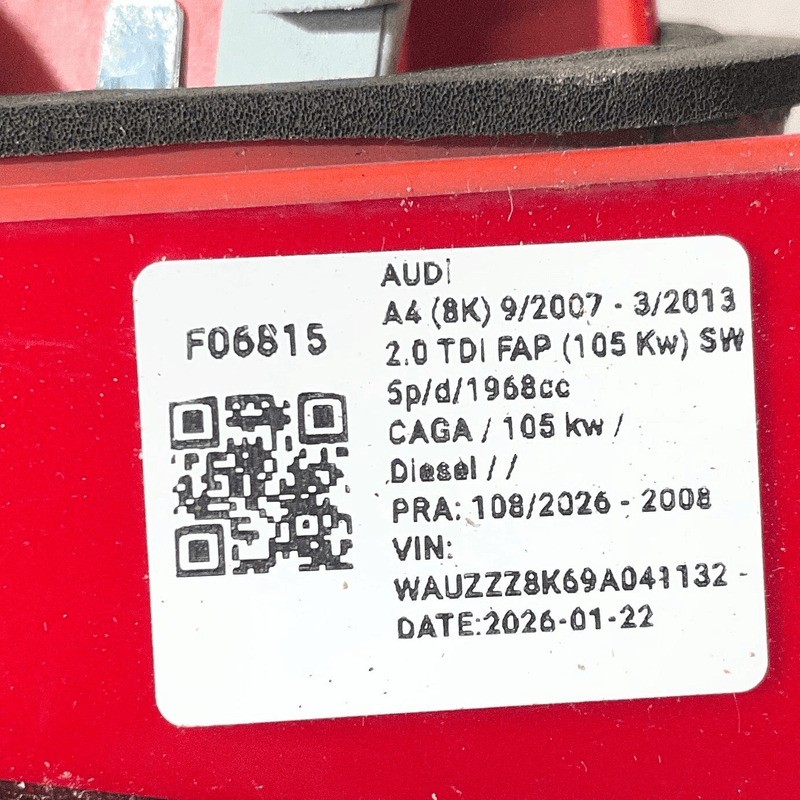 F06815
AUDI
A4 (8K) 9/2007 - 3/2013
2.0 TDI FAP (105 Kw) SW
5p/d/1968cc
CAGA / 105 kw /
Diesel / /
PRA: 108/2026 - 2008
VIN:
WAUZZZ8K69A041132 -
DATE:2026-01-22